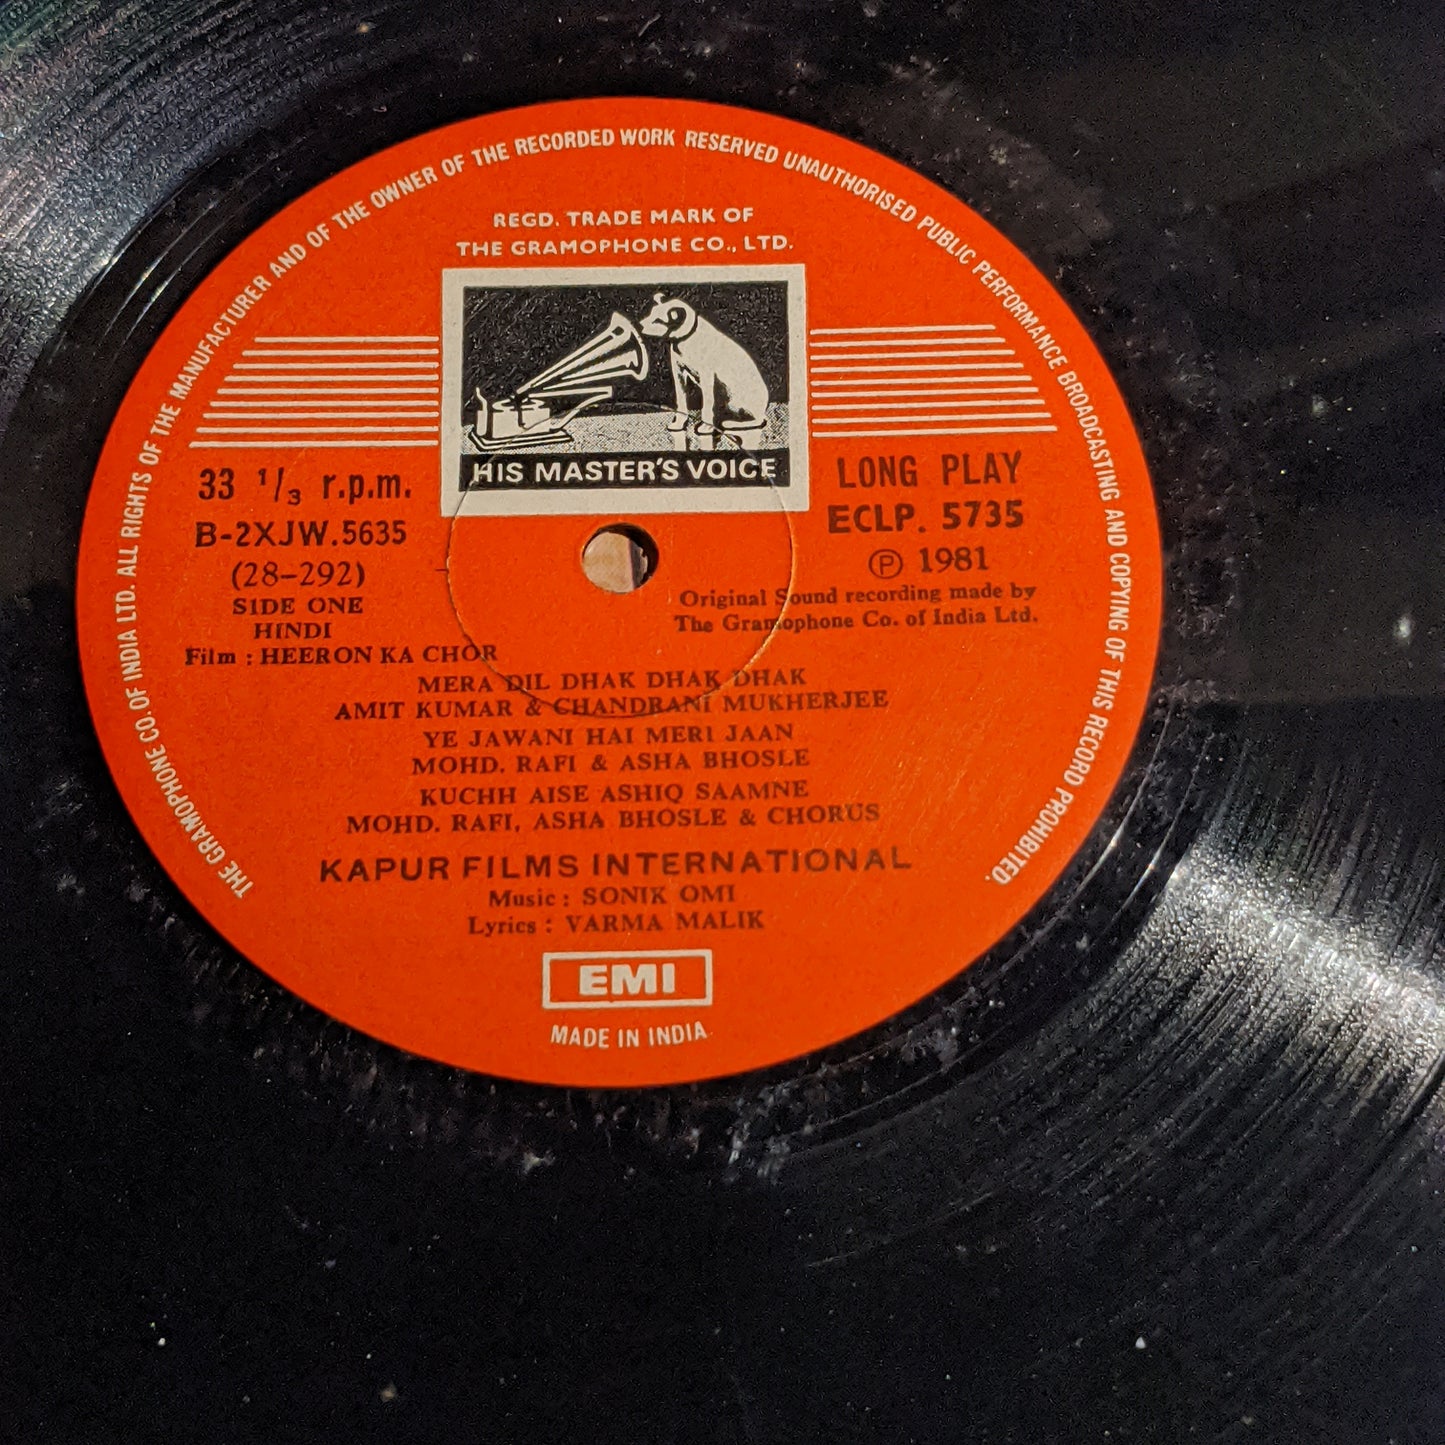 THE GRAMOPHONE CO. OF INDIA LTD. ALL RIGHTS OF THE MANUFACTURER AND OF THE OWNER OF THE RECORDED WORK RESERVED UNAUTHORISED PUBLIC PERFORMANCE BROADCASTING AND COPYING OF THIS RECORD PROHIBITED.
REGD. TRADE MARK OF
THE GRAMOPHONE CO., LTD.
HIS MASTER'S VOICE
33 1/3 r.p.m.
B-2XJW.5635
(28-292)
SIDE ONE
HINDI
LONG PLAY
ECLP. 5735
Ⓟ 1981
Original Sound recording made by
The Gramophone Co. of India Ltd.
Film : HEERON KA CHOR
MERA DIL DHAK DHAK DHAK
AMIT KUMAR & CHANDRANI MUKHERJEE
YE JAWANI HAI MERI JAAN
MOHD. RAFI & ASHA BHOSLE
KUCHH AISE ASHIQ SAAMNE
MOHD. RAFI, ASHA BHOSLE & CHORUS
KAPUR FILMS INTERNATIONAL
Music : SONIK OMI
Lyrics : VARMA MALIK
EMI
MADE IN INDIA